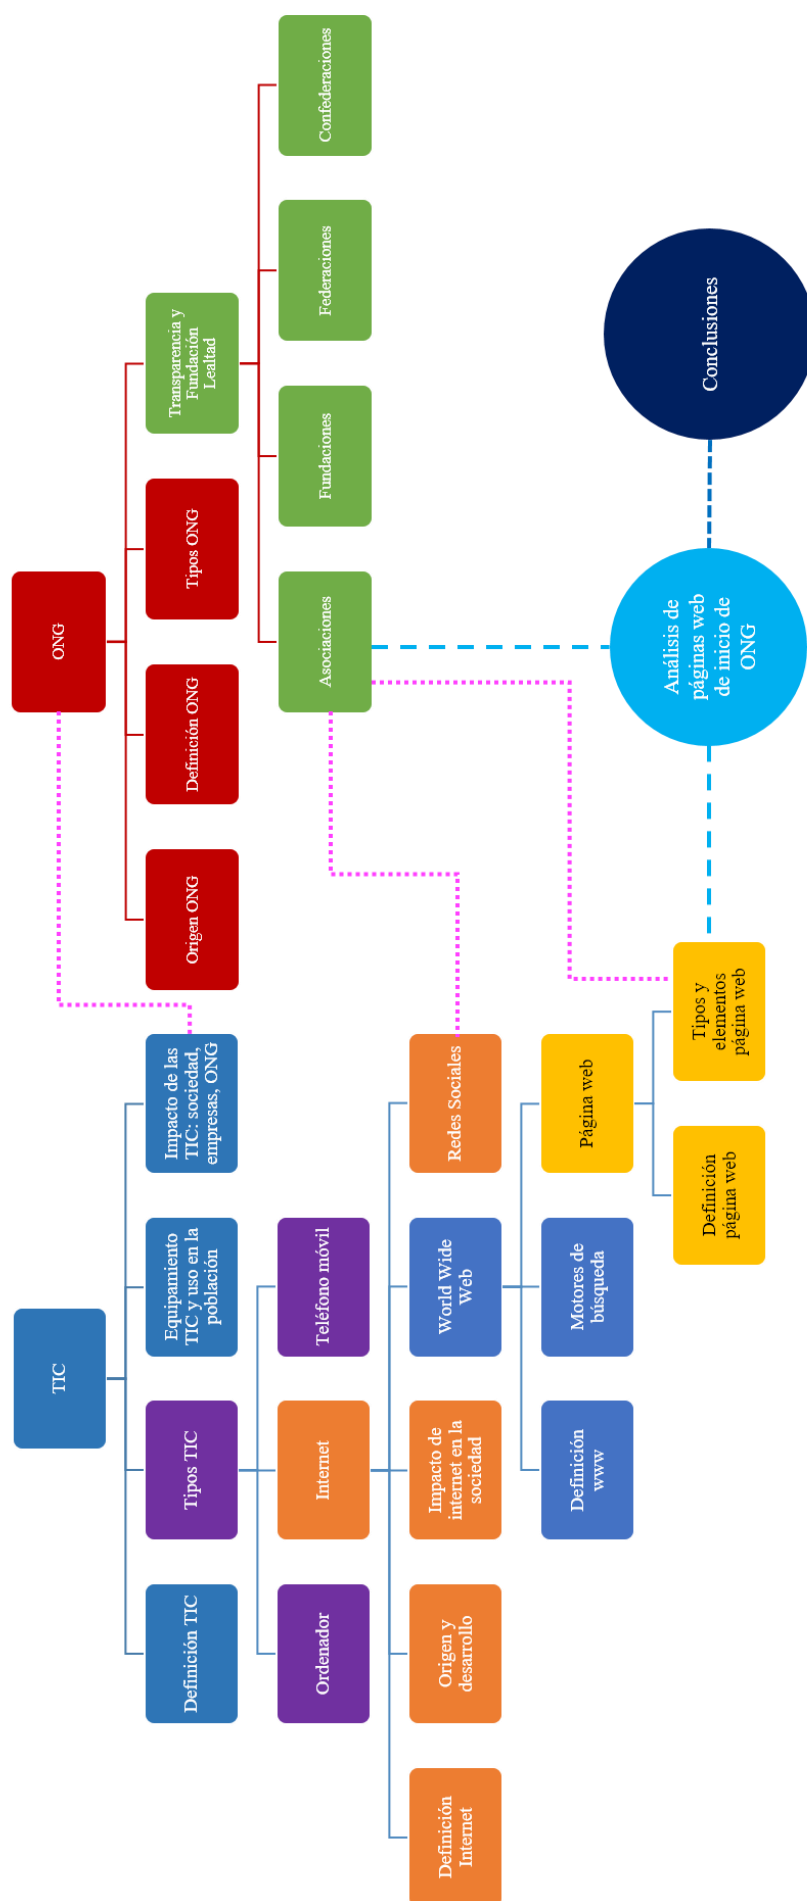 TIC
ONG
Definición TIC
Tipos TIC
Equipamiento
TIC y uso en la
población
Impacto de las
TIC: sociedad,
empresas, ONG
Origen ONG
Definición ONG
Tipos ONG
Transparencia y
Fundación
Lealtad
Ordenador
Internet
Teléfono móvil
Asociaciones
Fundaciones
Federaciones
Confederaciones
Definición
Internet
Origen y
desarrollo
Impacto de
internet en la
sociedad
World Wide
Web
Redes Sociales
Definición
www
Motores de
búsqueda
Página web
Definición
página web
Tipos y
elementos
página web
Análisis de
páginas web
de inicio de
ONG
Conclusiones